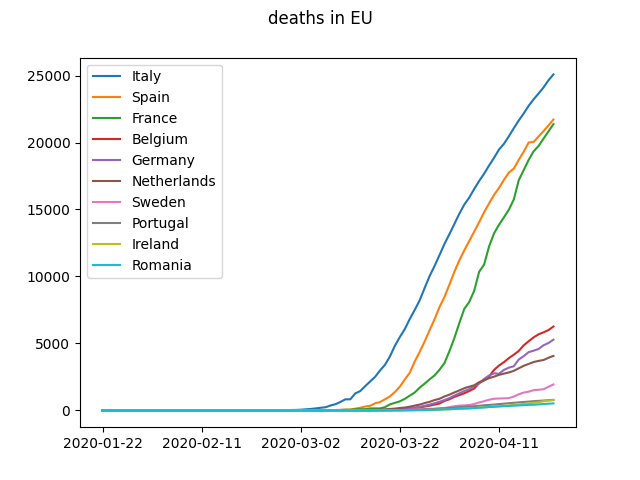 deaths in EU
25000
20000
15000
10000
5000
0
Italy
Spain
France
Belgium
Germany
Netherlands
Sweden
Portugal
Ireland
Romania
2020-01-22 2020-02-11 2020-03-02 2020-03-22 2020-04-11